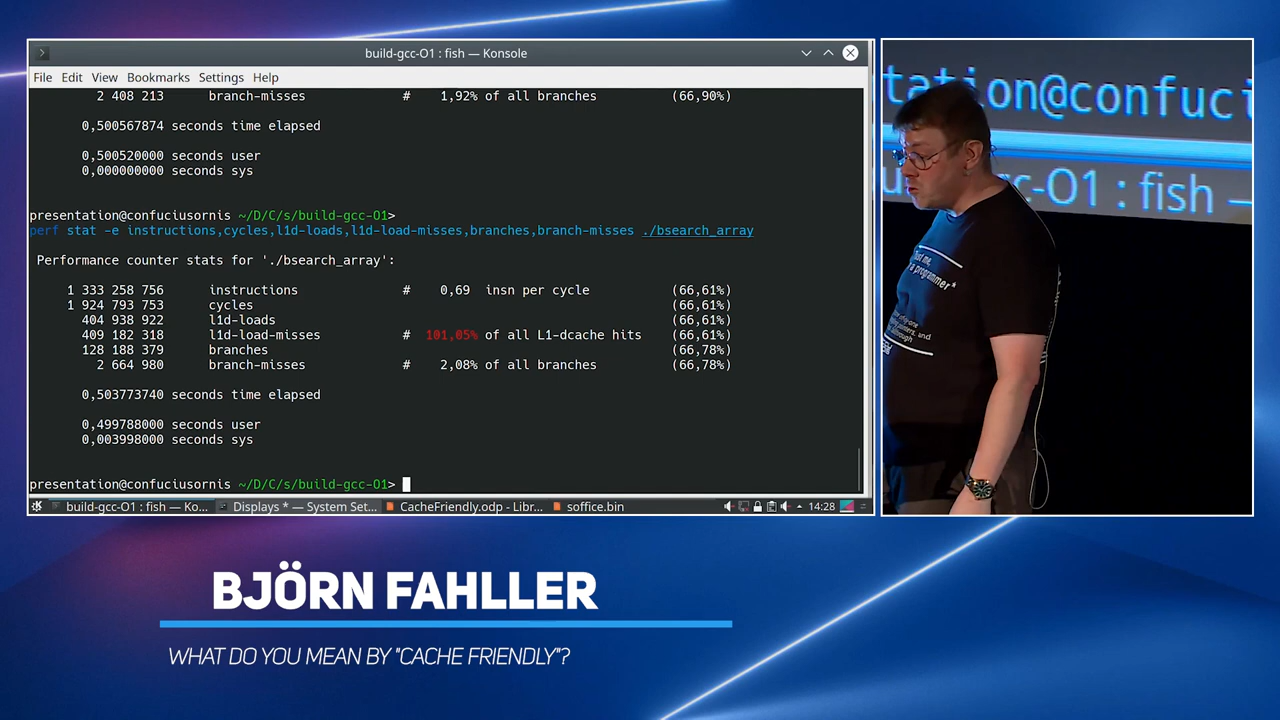 build-gcc-O1 : fish — Konsole
File Edit View Bookmarks Settings Help
2 408 213 branch-misses # 1,92% of all branches (66,90%)
0,500567874 seconds time elapsed
0,500520000 seconds user
0,000000000 seconds sys
presentation@confuciusornis ~/D/C/s/build-gcc-O1>
perf stat -e instructions,cycles,l1d-loads,l1d-load-misses,branches,branch-misses ./bsearch_array
Performance counter stats for './bsearch_array':
1 333 258 756 instructions # 0,69 insn per cycle (66,61%)
1 924 793 753 cycles (66,61%)
404 938 922 l1d-loads (66,61%)
409 182 318 l1d-load-misses # 101,05% of all L1-dcache hits (66,61%)
128 188 379 branches (66,78%)
2 664 980 branch-misses # 2,08% of all branches (66,78%)
0,503773740 seconds time elapsed
0,499788000 seconds user
0,003998000 seconds sys
presentation@confuciusornis ~/D/C/s/build-gcc-O1>
build-gcc-O1 : fish — Ko... Displays * — System Set... CacheFriendly.odp - Libr... soffice.bin 14:28
tation@confuci
c-O1 : fish —
Trust me,
a programmer*
pointers, and
BJÖRN FAHLLER
WHAT DO YOU MEAN BY "CACHE FRIENDLY"?